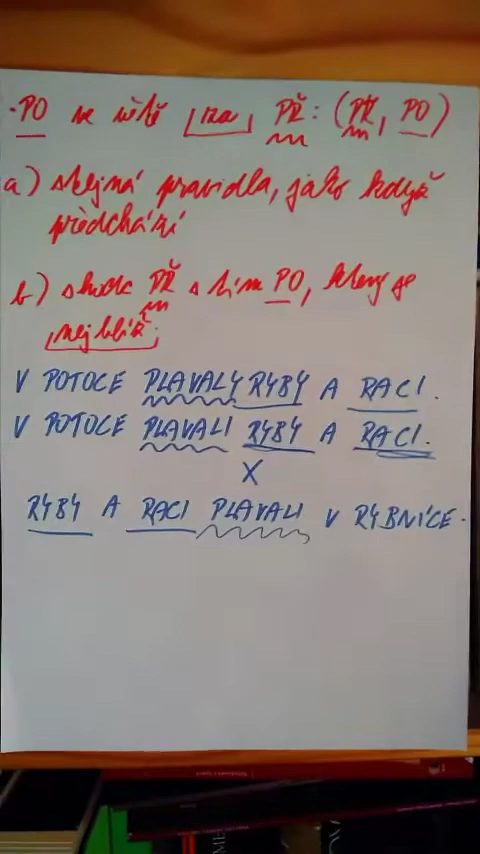 - PO ve větě za PŘ: (PŘ, PO)
a) stejná pravidla, jako když
předchází
b) shoda PŘ s tím PO, který je
nejblíž.
V POTOCE PLAVALY RYBY A RACI.
V POTOCE PLAVALI RYBY A RACI.
X
RYBY A RACI PLAVALI V RYBNÍCE.